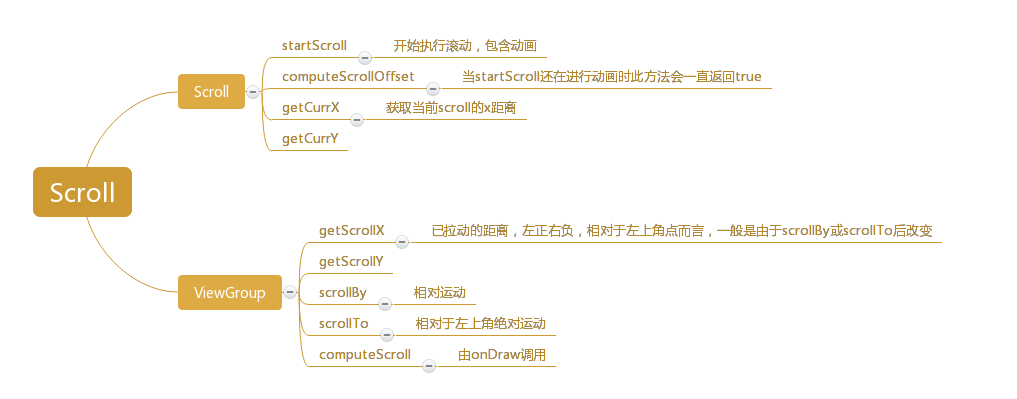 Scroll
Scroll
startScroll
开始执行滚动，包含动画
computeScrollOffset
当startScroll还在进行动画时此方法会一直返回true
getCurrX
获取当前scroll的x距离
getCurrY
ViewGroup
getScrollX
已拉动的距离，左正右负，相对于左上角点而言，一般是由于scrollBy或scrollTo后改变
getScrollY
scrollBy
相对运动
scrollTo
相对于左上角绝对运动
computeScroll
由onDraw调用